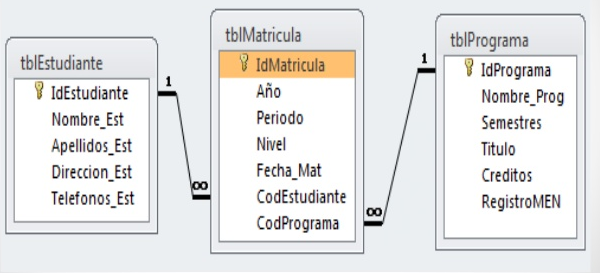 tblEstudiante
IdEstudiante
Nombre_Est
Apellidos_Est
Direccion_Est
Telefonos_Est
1
∞
tblMatricula
IdMatricula
Año
Periodo
Nivel
Fecha_Mat
CodEstudiante
CodPrograma
1
∞
tblPrograma
IdPrograma
Nombre_Prog
Semestres
Titulo
Creditos
RegistroMEN